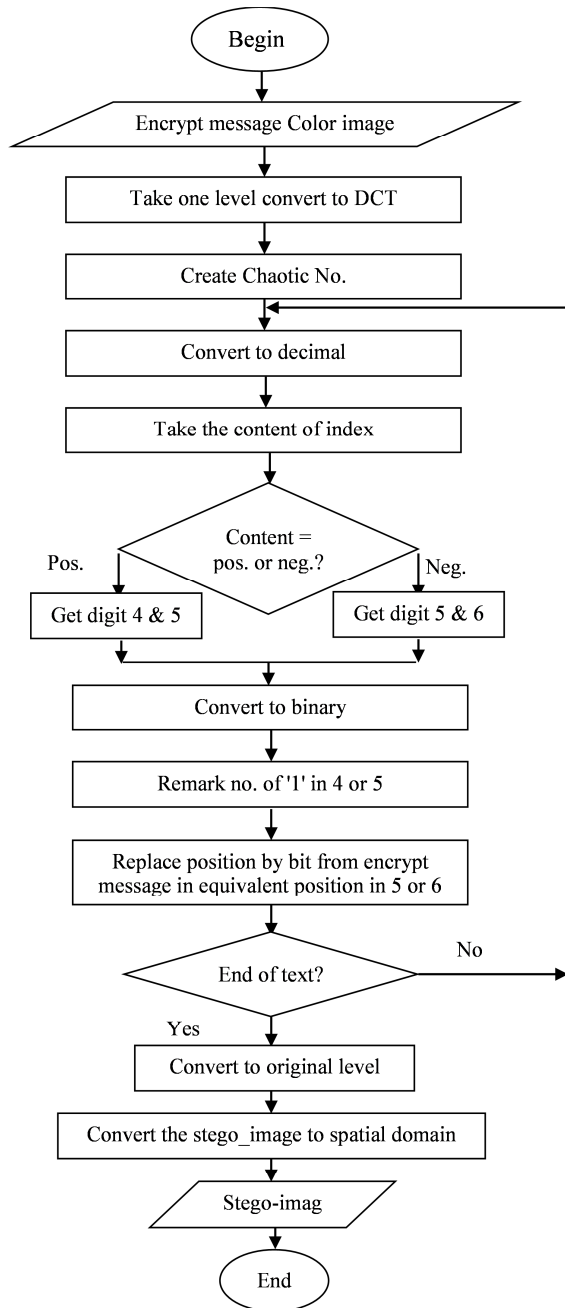 Begin
Encrypt message Color image
Take one level convert to DCT
Create Chaotic No.
Convert to decimal
Take the content of index
Content =
pos. or neg.?
Pos.
Neg.
Get digit 4 & 5
Get digit 5 & 6
Convert to binary
Remark no. of '1' in 4 or 5
Replace position by bit from encrypt
message in equivalent position in 5 or 6
End of text?
No
Yes
Convert to original level
Convert the stego_image to spatial domain
Stego-imag
End